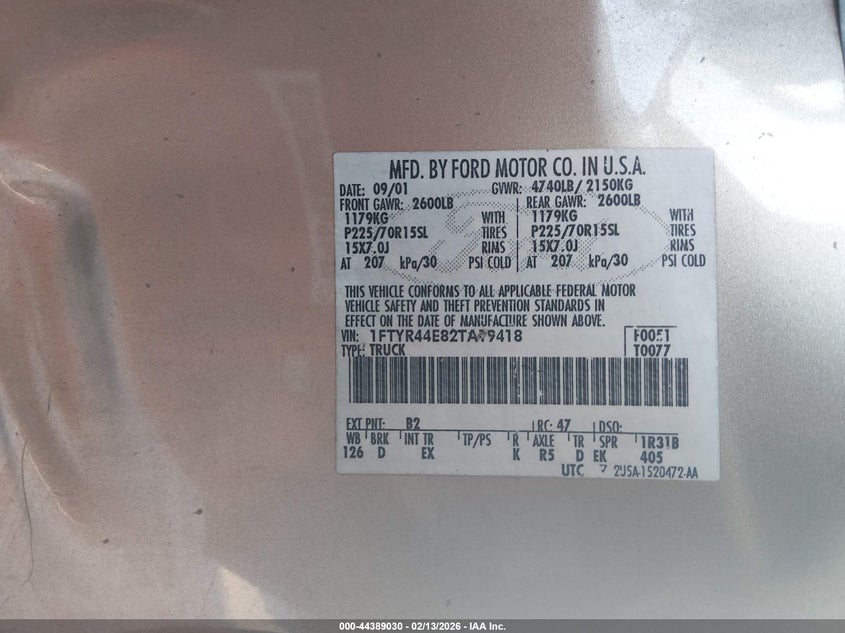 MFD. BY FORD MOTOR CO. IN U.S.A.
DATE: 09/01 GVWR: 4740LB/ 2150KG
FRONT GAWR: 2600LB REAR GAWR: 2600LB
1179KG WITH 1179KG WITH
P225/70R15SL TIRES P225/70R15SL TIRES
15X7.0J RIMS 15X7.0J RIMS
AT 207 kPa/30 PSI COLD AT 207 kPa/30 PSI COLD
THIS VEHICLE CONFORMS TO ALL APPLICABLE FEDERAL MOTOR
VEHICLE SAFETY AND THEFT PREVENTION STANDARDS IN
EFFECT ON THE DATE OF MANUFACTURE SHOWN ABOVE.
VIN: F0051
TYPE: TRUCK T0077
EXT PNT: B2 RC: 47 DSO:
WB BRK INT TR TP/PS R AXLE TR SPR 1R31B
126 D EX K R5 D EK 405
UTC 2U5A-1520472-AA
000-44389030 - 02/13/2026 - IAA Inc.